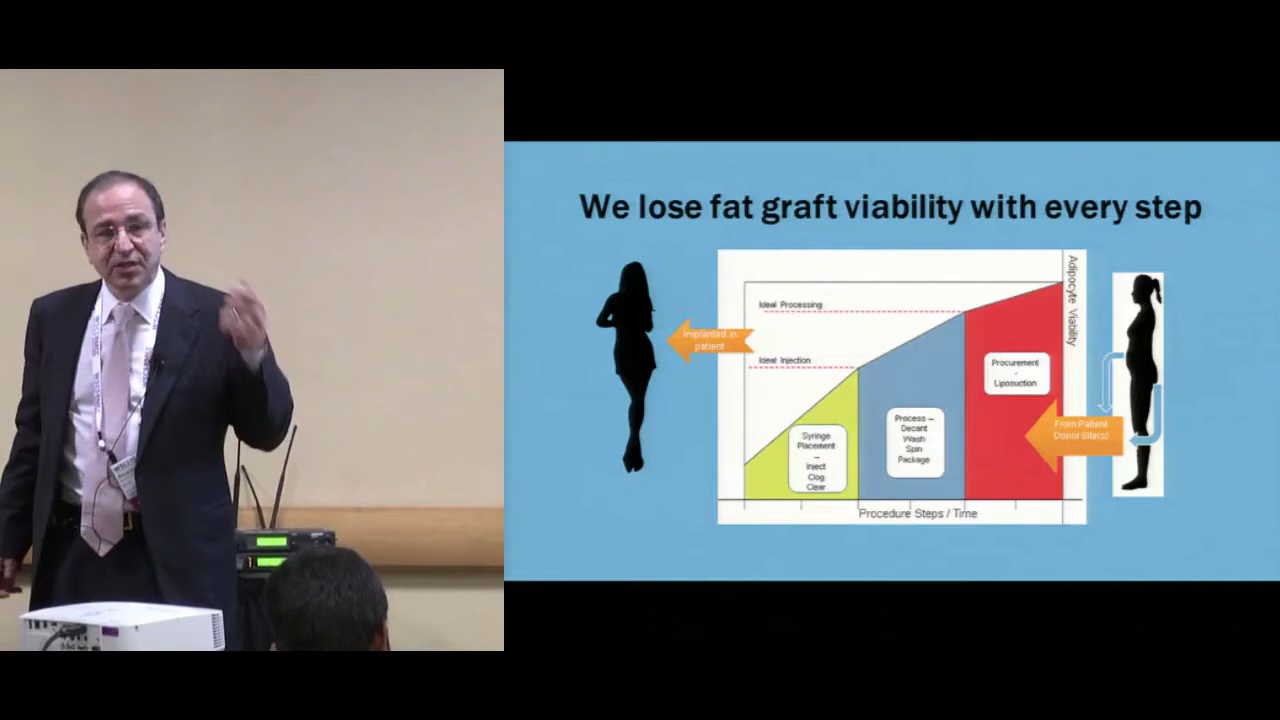 We lose fat graft viability with every step
Ideal Processing
Ideal Injection
Implanted in
patient
Adipocyte Viability
Procurement
-
Liposuction
From Patient
Donor Site(s)
Process –
Decant
Wash
Spin
Package
Syringe
Placement
–
Inject
Clog
Clear
Procedure Steps / Time